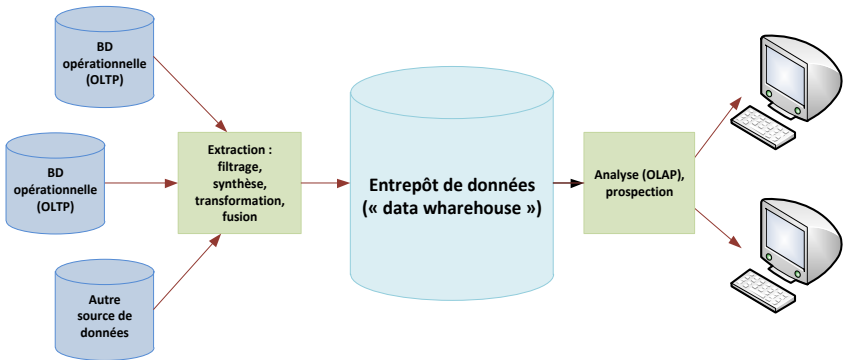 BD
opérationnelle
(OLTP)
BD
opérationnelle
(OLTP)
Autre
source de
données
Extraction :
filtrage,
synthèse,
transformation,
fusion
Entrepôt de données
(« data wharehouse »)
Analyse (OLAP),
prospection